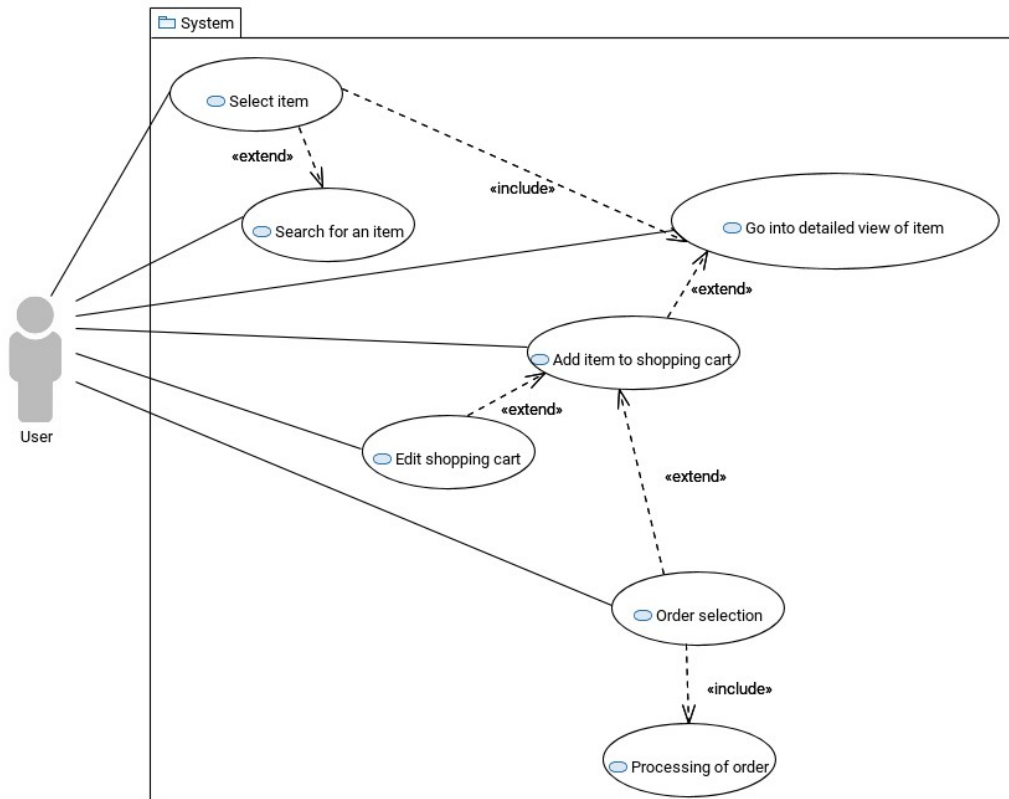 System
Select item
«extend»
Search for an item
«include»
Go into detailed view of item
«extend»
Add item to shopping cart
«extend»
User
Edit shopping cart
«extend»
Order selection
«include»
Processing of order